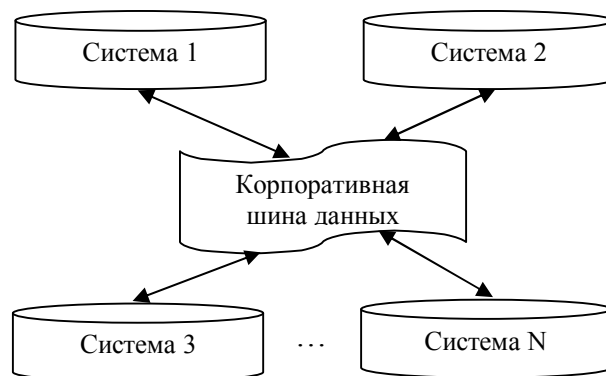 Система 1
Система 2
Корпоративная
шина данных
Система 3
...
Система N